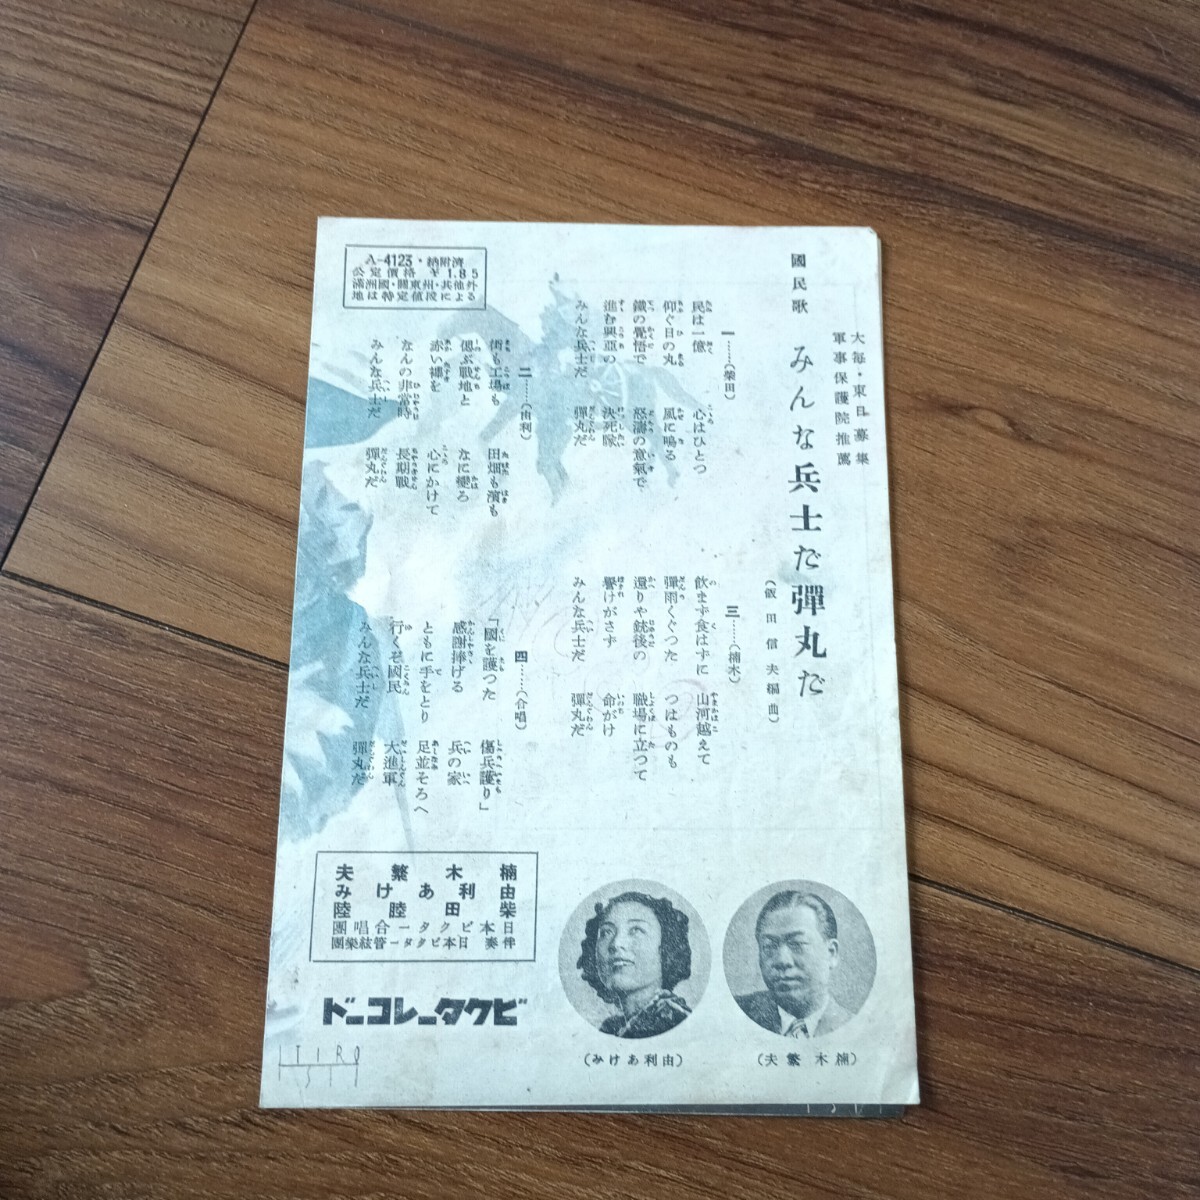 大毎・東日募集
軍事保護院推薦
國民歌 みんな兵士だ彈丸だ
(飯田信夫編曲)
一……(柴田)
民は一億 心はひとつ
仰ぐ日の丸 風に鳴る
鐵の覺悟で 怒濤の意氣で
進む興亞の 決死隊
みんな兵士だ 彈丸だ
二……(由利)
街も工場も 田畑も濱も
偲ぶ戰地と なに變ろ
赤い襷を 心にかけて
なんの非常時 長期戰
みんな兵士だ 彈丸だ
三……(楠木)
飮まず食はずに 山河越えて
彈雨くぐつた つはものも
還りや銃後の 職場に立つて
譽けがさず 命がけ
みんな兵士だ 彈丸だ
四……(合唱)
「國を護つた 傷兵護り」
感謝捧げる 兵の家
ともに手をとり 足並そろへ
行くぞ國民 大進軍
みんな兵士だ 彈丸だ
A-4123・納附濟
公定價格 ¥1.85
滿洲國・關東州・其他外
地は特定値段による
夫繁木楠
みけあ利由
陸睦田柴
團唱合ータクビ本日
團樂絃管ータクビ本日 奏伴
ドーコレータクビ
(みけあ利由)
(夫繁木楠)